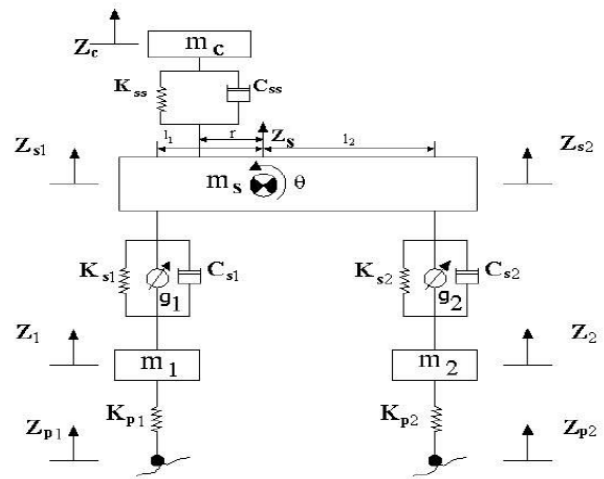 Z_c
m_c
K_ss
C_ss
l_1
r
Z_s
l_2
Z_s1
Z_s2
m_s
θ
K_s1
C_s1
g_1
K_s2
C_s2
g_2
Z_1
Z_2
m_1
m_2
K_p1
K_p2
Z_p1
Z_p2